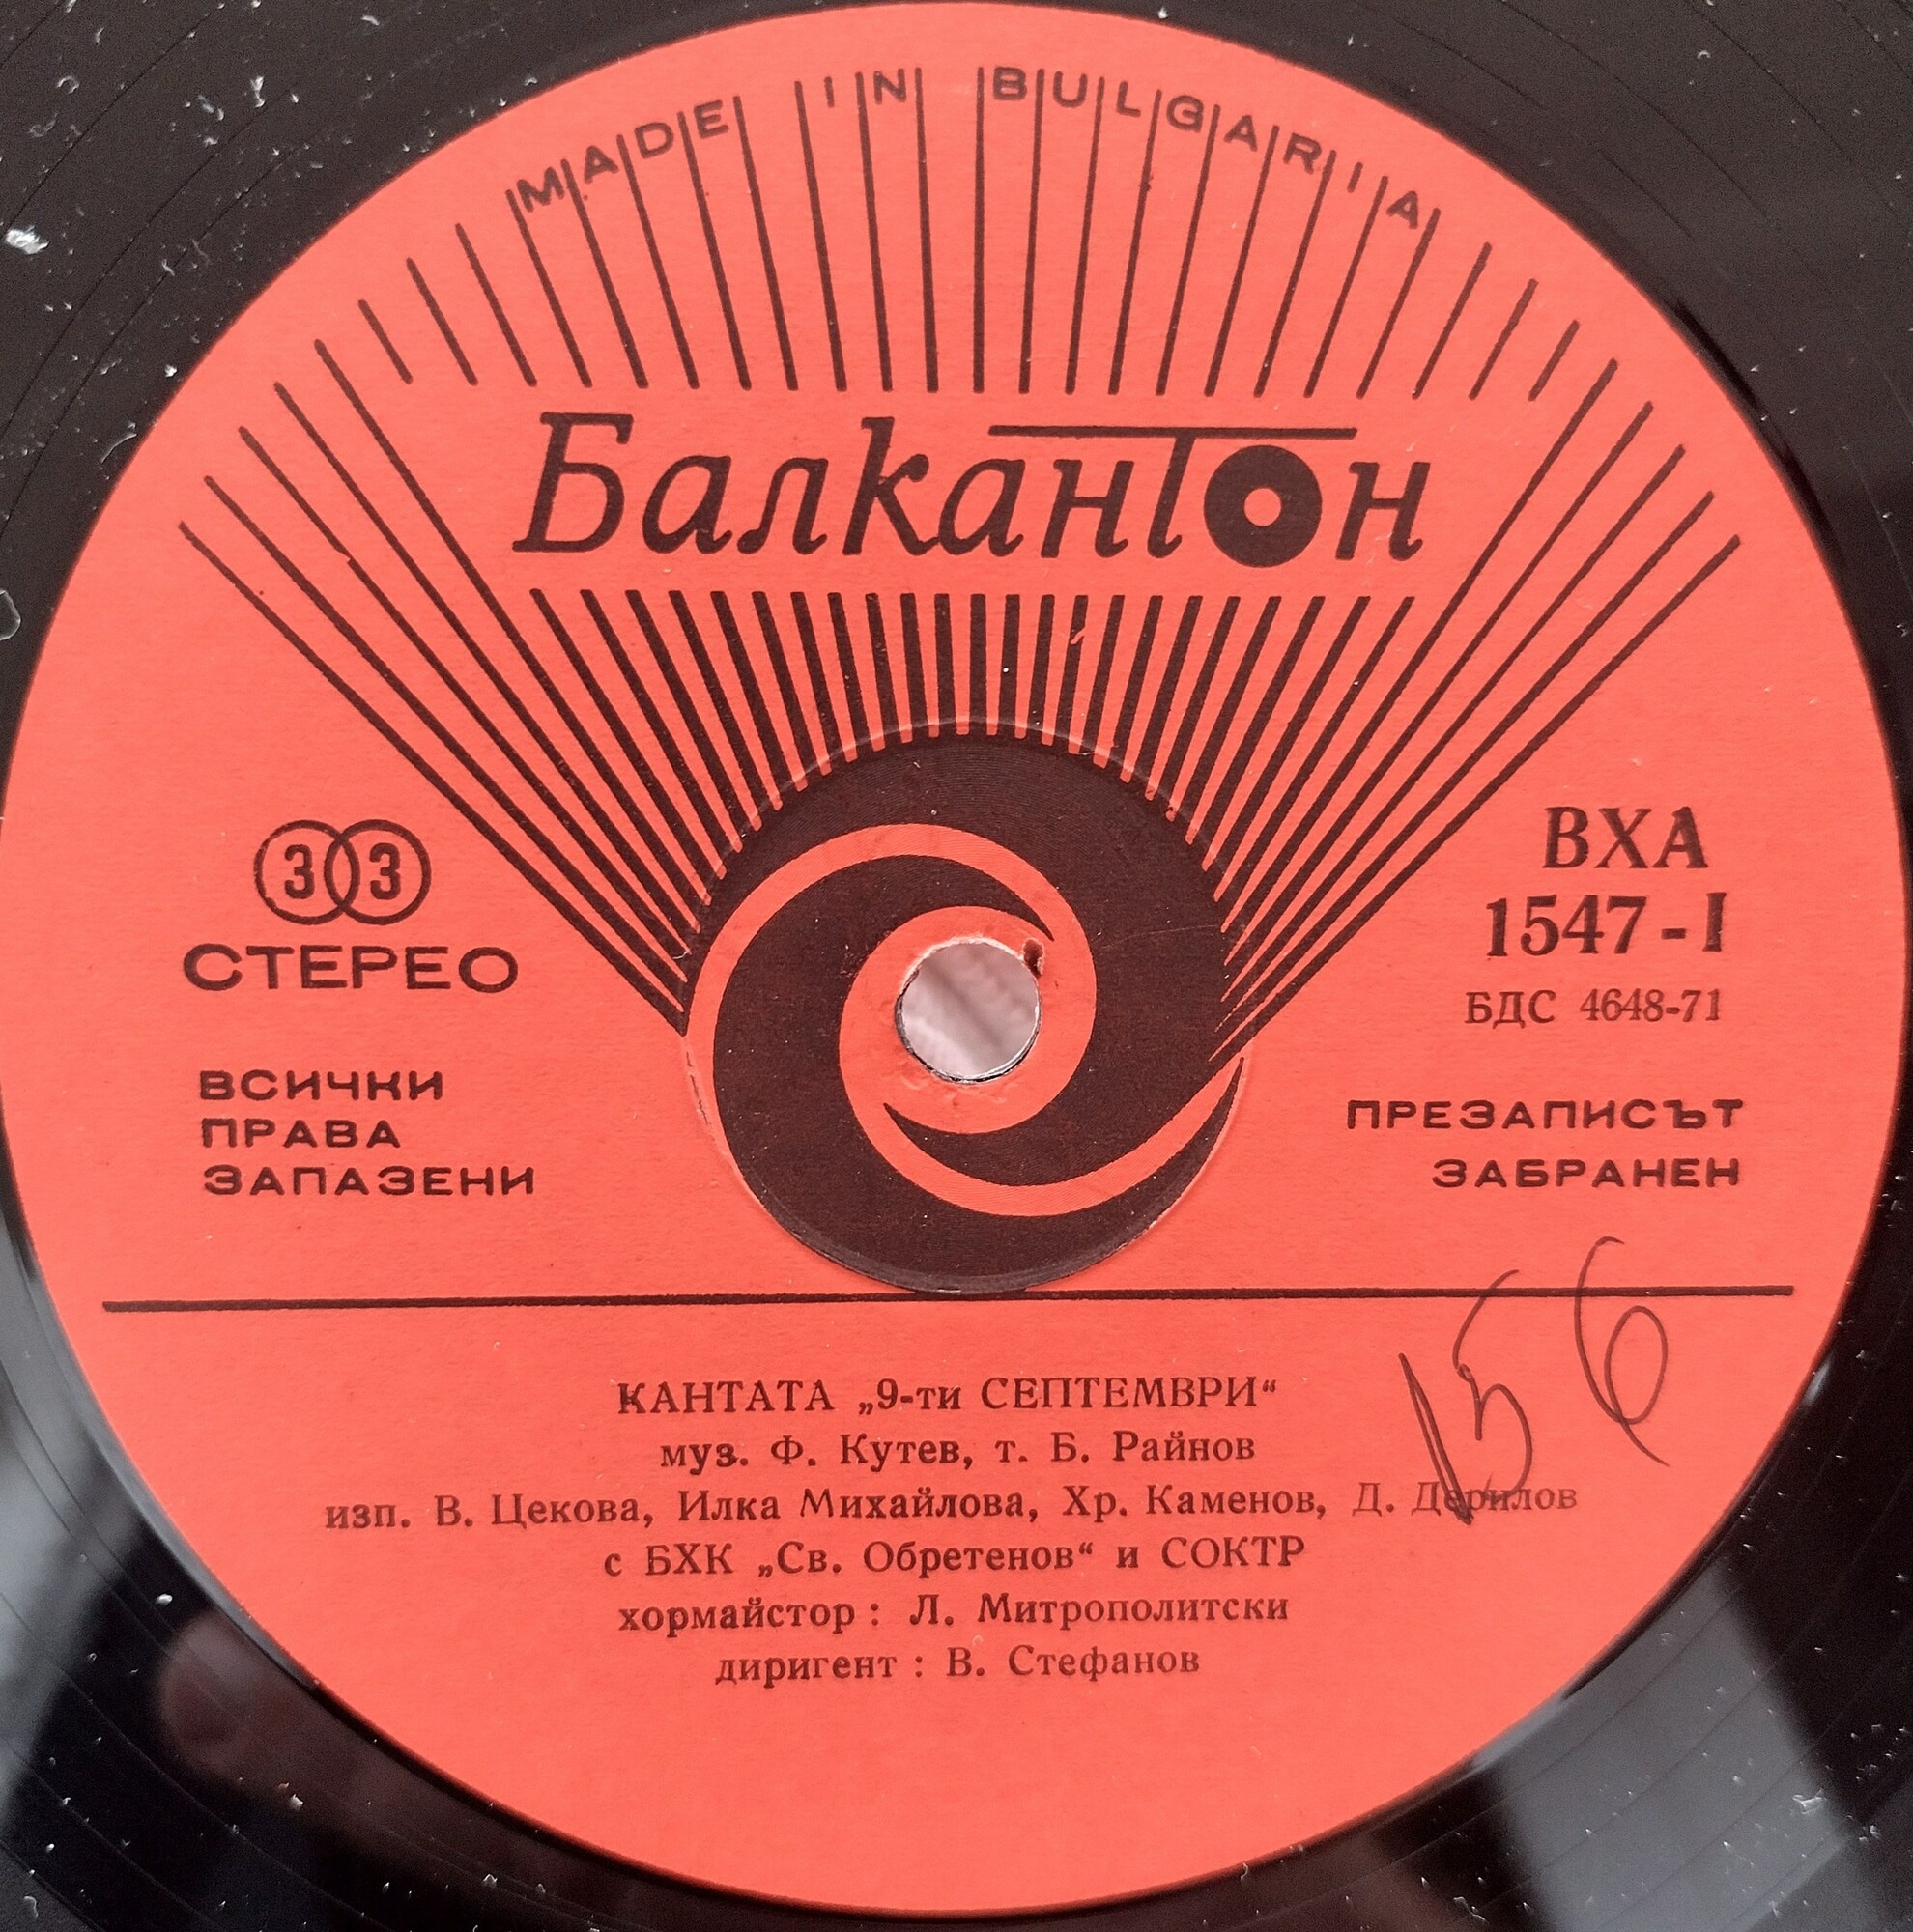 MADE IN BULGARIA
Балкантон
33
СТЕРЕО
ВСИЧКИ
ПРАВА
ЗАПАЗЕНИ
ВХА
1547-I
БДС 4648-71
ПРЕЗАПИСЪТ
ЗАБРАНЕН
156
КАНТАТА „9-ти СЕПТЕМВРИ“
муз. Ф. Кутев, т. Б. Райнов
изп. В. Цекова, Илка Михайлова, Хр. Каменов, Д.
с БХК „Св. Обретенов“ и СОКТР
хормайстор : Л. Митрополитски
диригент : В. Стефанов